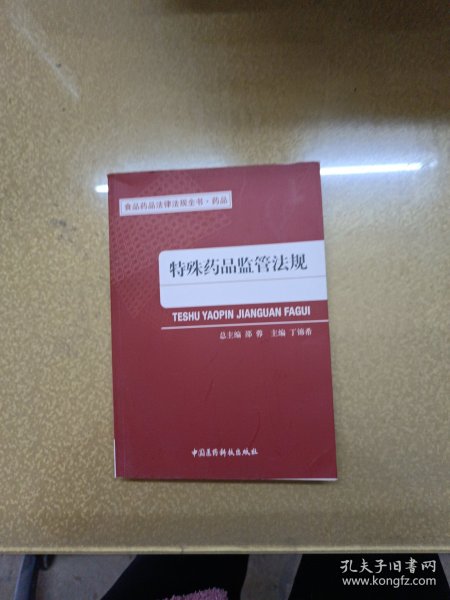 食品药品法律法规全书·药品
特殊药品监管法规
TESHU YAOPIN JIANGUAN FAGUI
总主编 邵 蓉 主编 丁锦希
中国医药科技出版社
孔夫子旧书网
www.kongfz.com